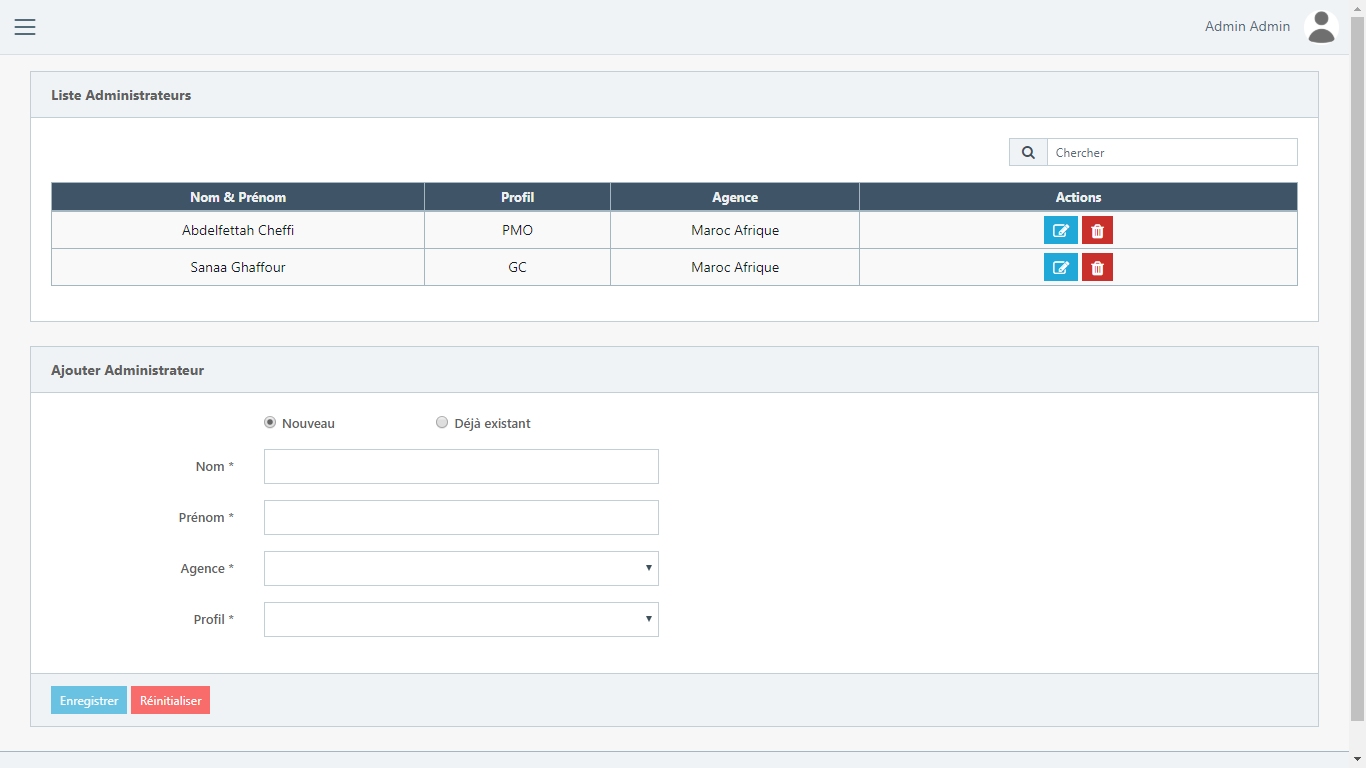 Admin Admin
Liste Administrateurs
Chercher
Nom & Prénom Profil Agence Actions
Abdelfettah Cheffi PMO Maroc Afrique
Sanaa Ghaffour GC Maroc Afrique
Ajouter Administrateur
Nouveau Déjà existant
Nom *
Prénom *
Agence *
Profil *
Enregistrer Réinitialiser